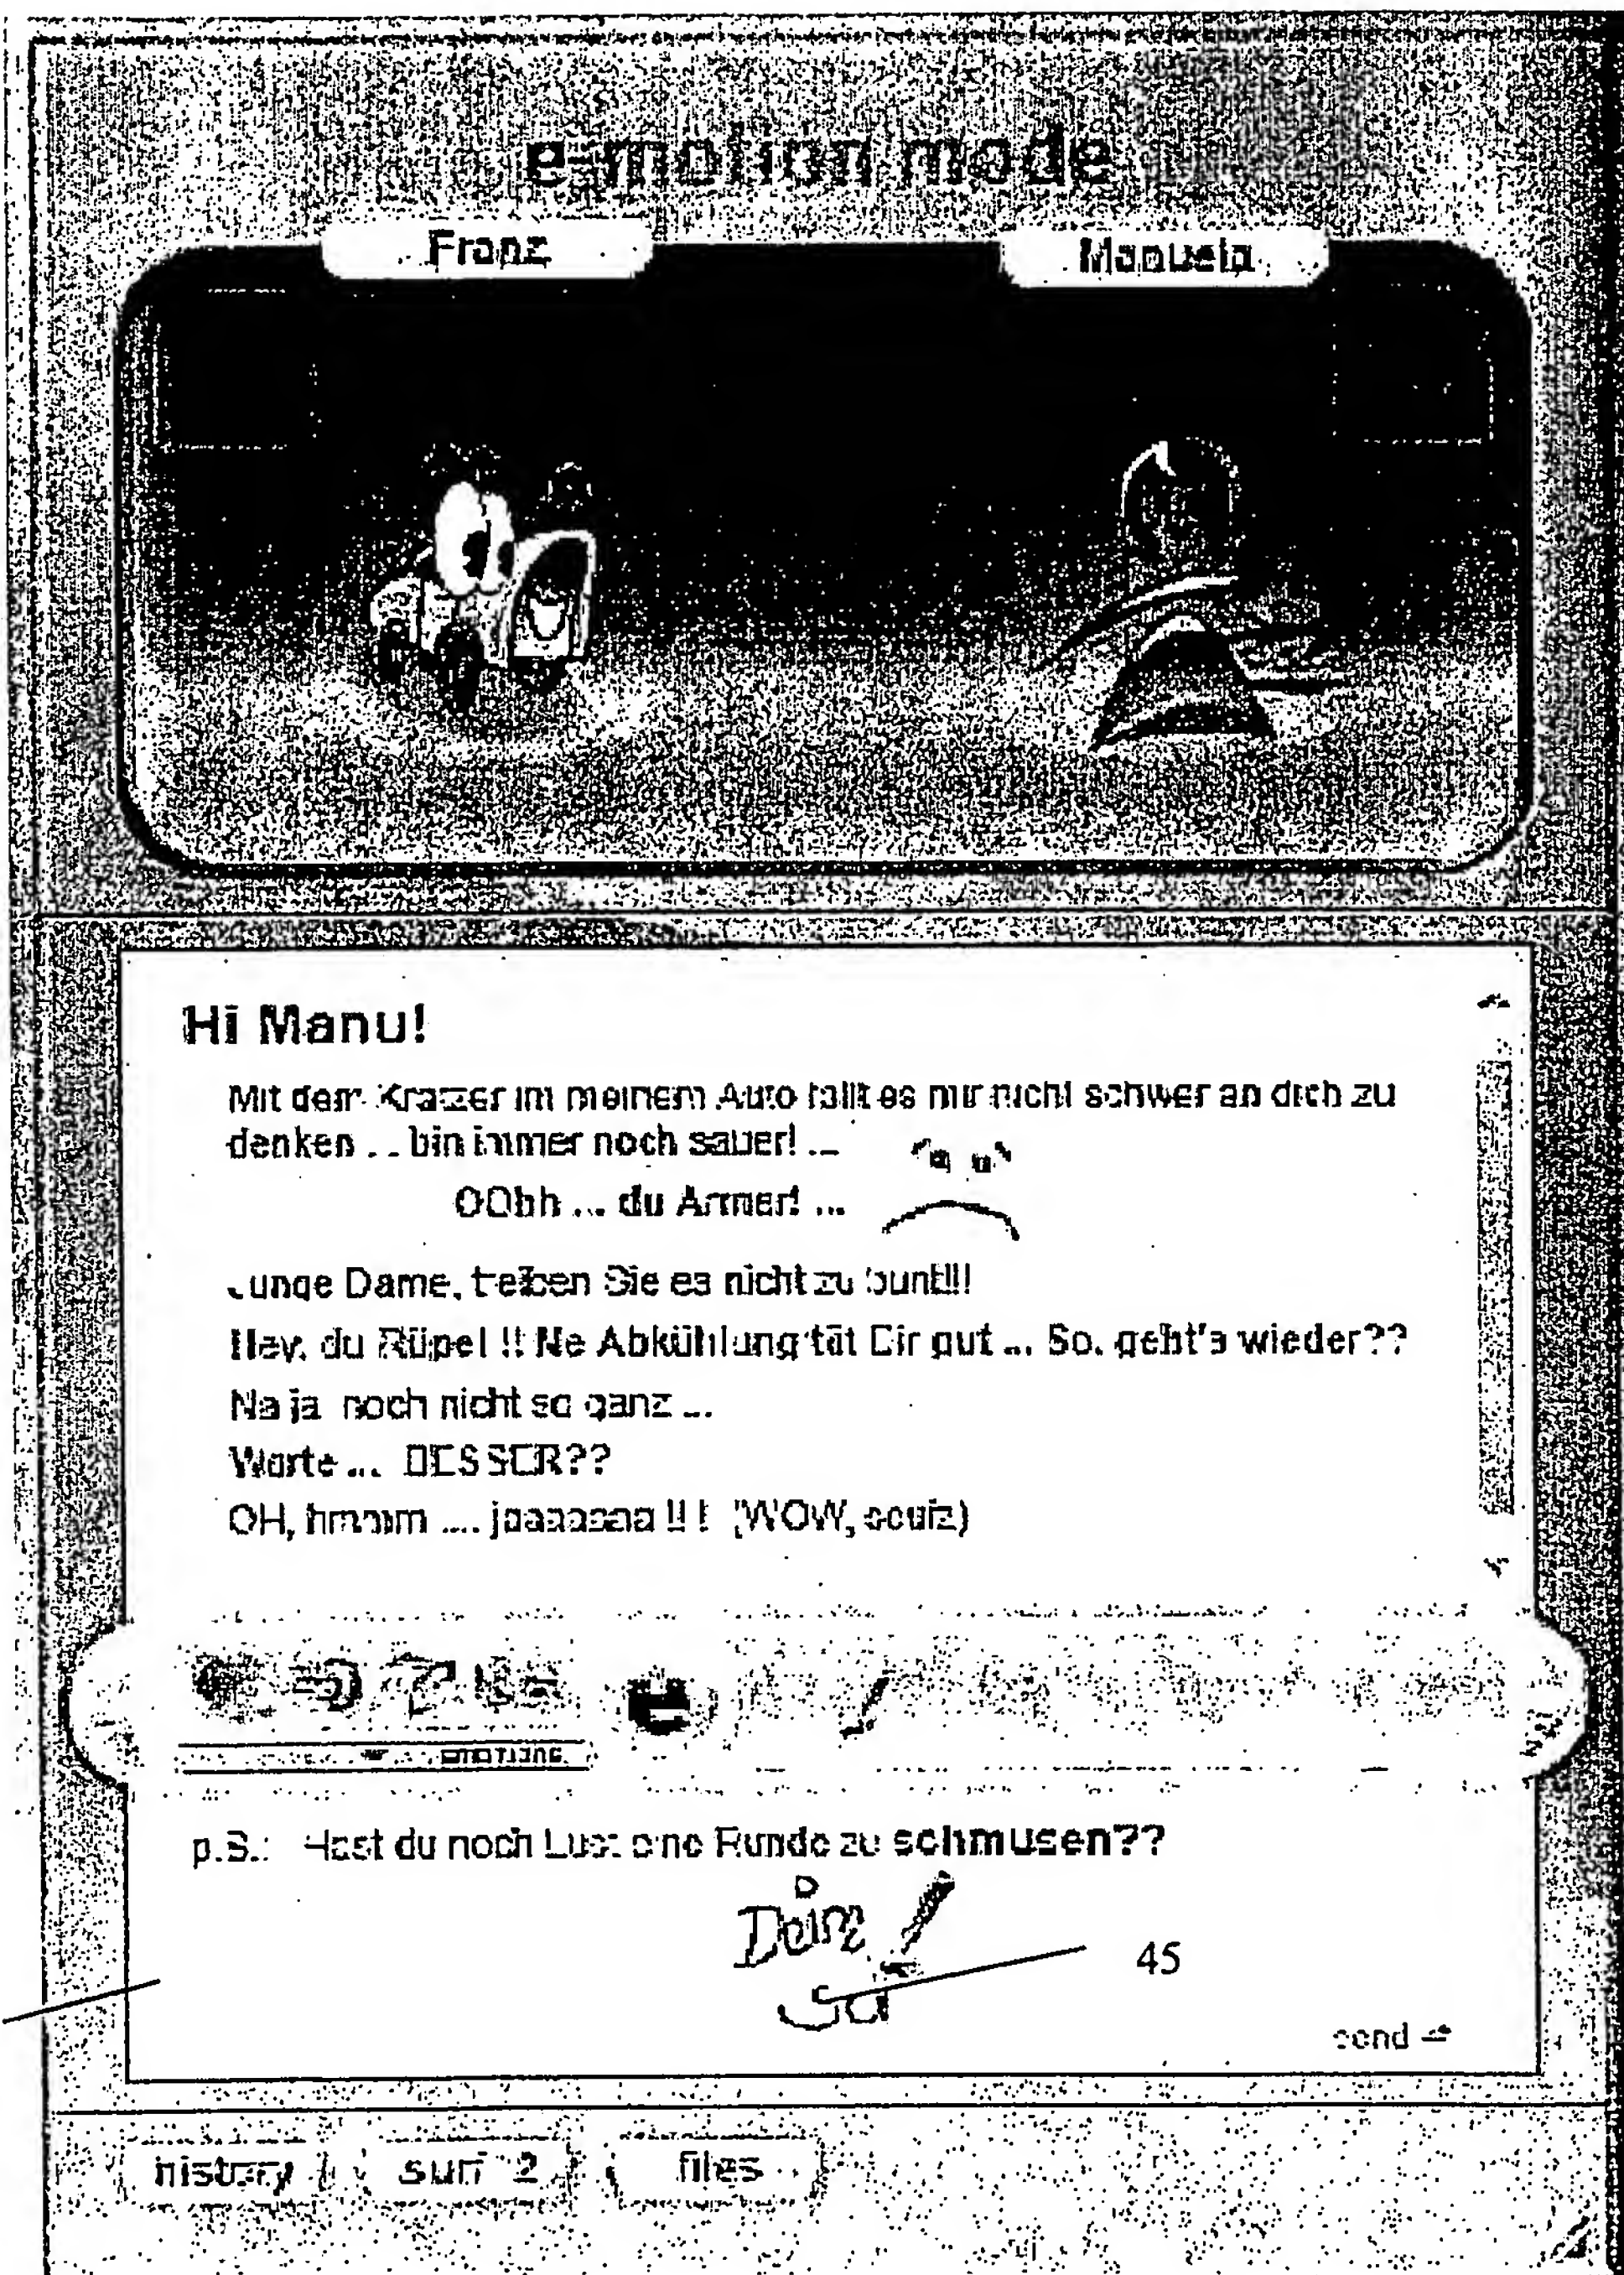 e-motion mode
Franz
Manuela
Hi Manu!
Mit dem Kratzer im meinem Auto fällt es mir nicht schwer an dich zu
denken ... bin immer noch sauer! ...
OOhh ... du Armer! ...
Junge Dame, treiben Sie es nicht zu bunt!!!
Hey, du Rüpel !! Ne Abkühlung tät Dir gut ... So, geht's wieder??
Na ja noch nicht so ganz ...
Warte ... BESSER??
OH, hmmm .... jaaaaaaa !! ! (WOW, seufz)
e
emotions
p.S.: Hast du noch Lust eine Runde zu schmusen??
45
send
history
surf 2
files